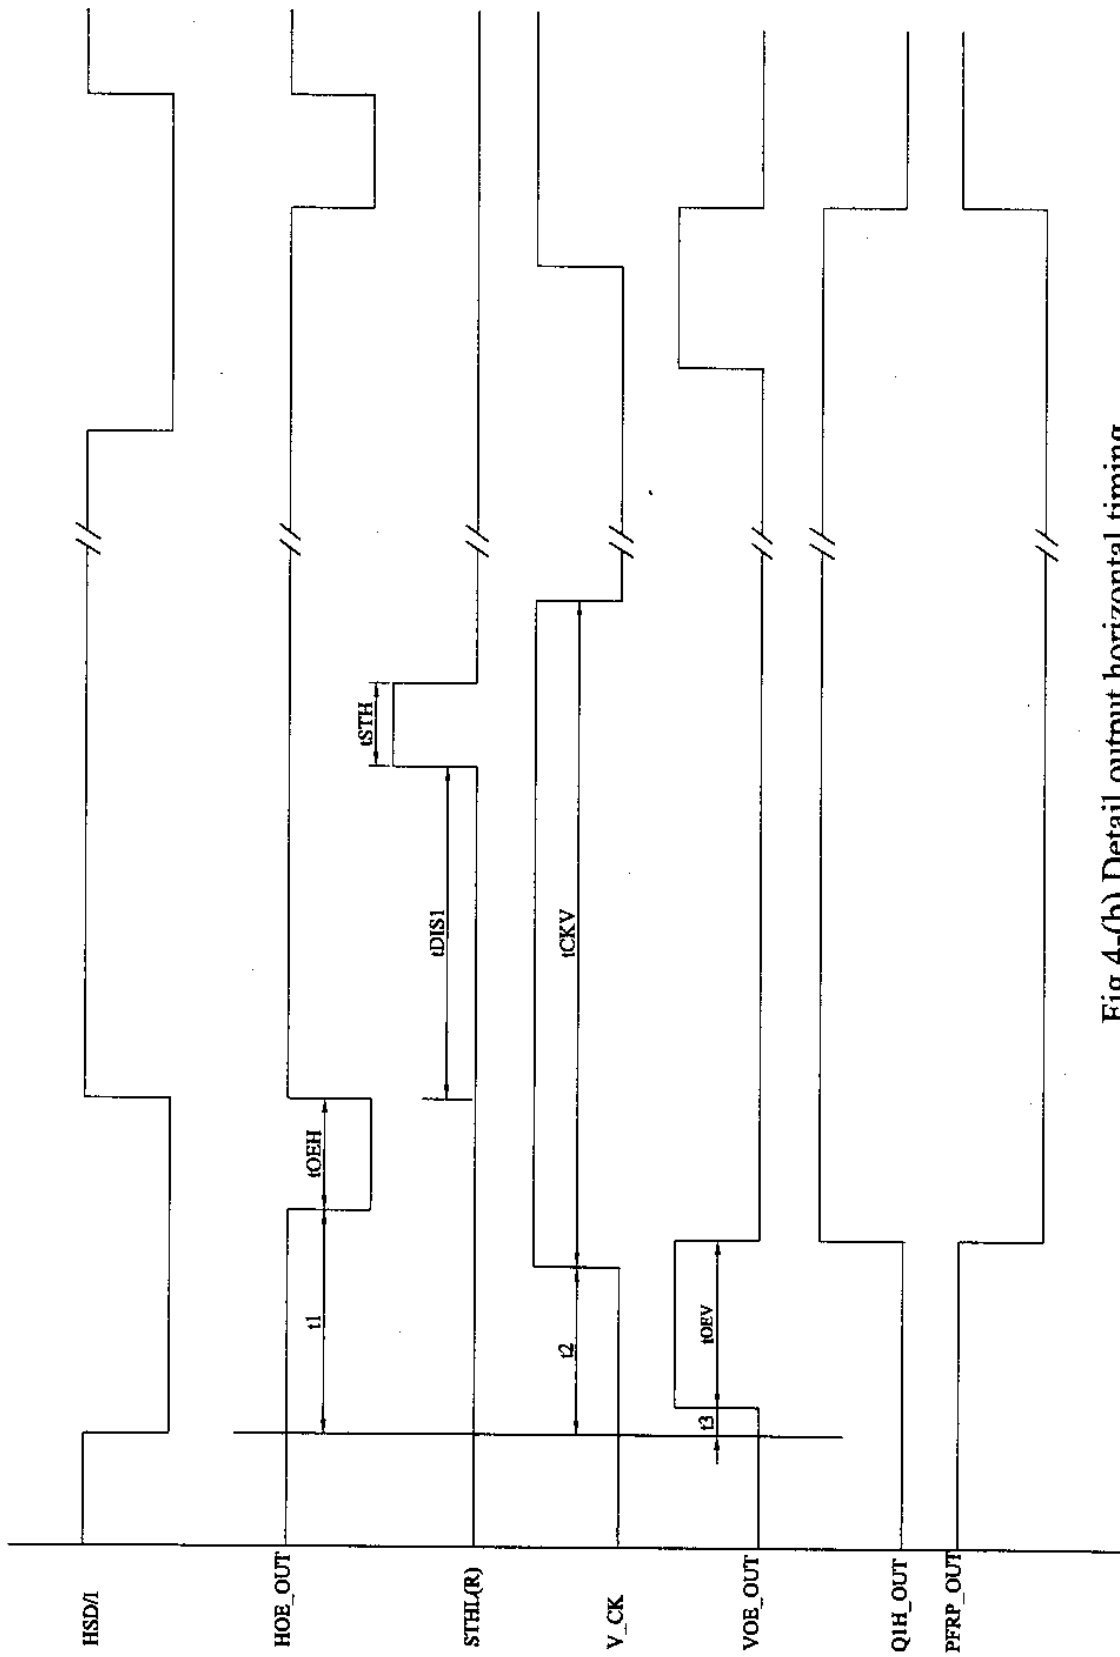 HSD/I
HOE_OUT
t1
tOEH
STHL(R)
tDIS1
tSTH
V_CK
t2
tCKV
VOE_OUT
t3
tOEV
Q1H_OUT
PFRP_OUT
Fig 4-(b) Detail output horizontal timing